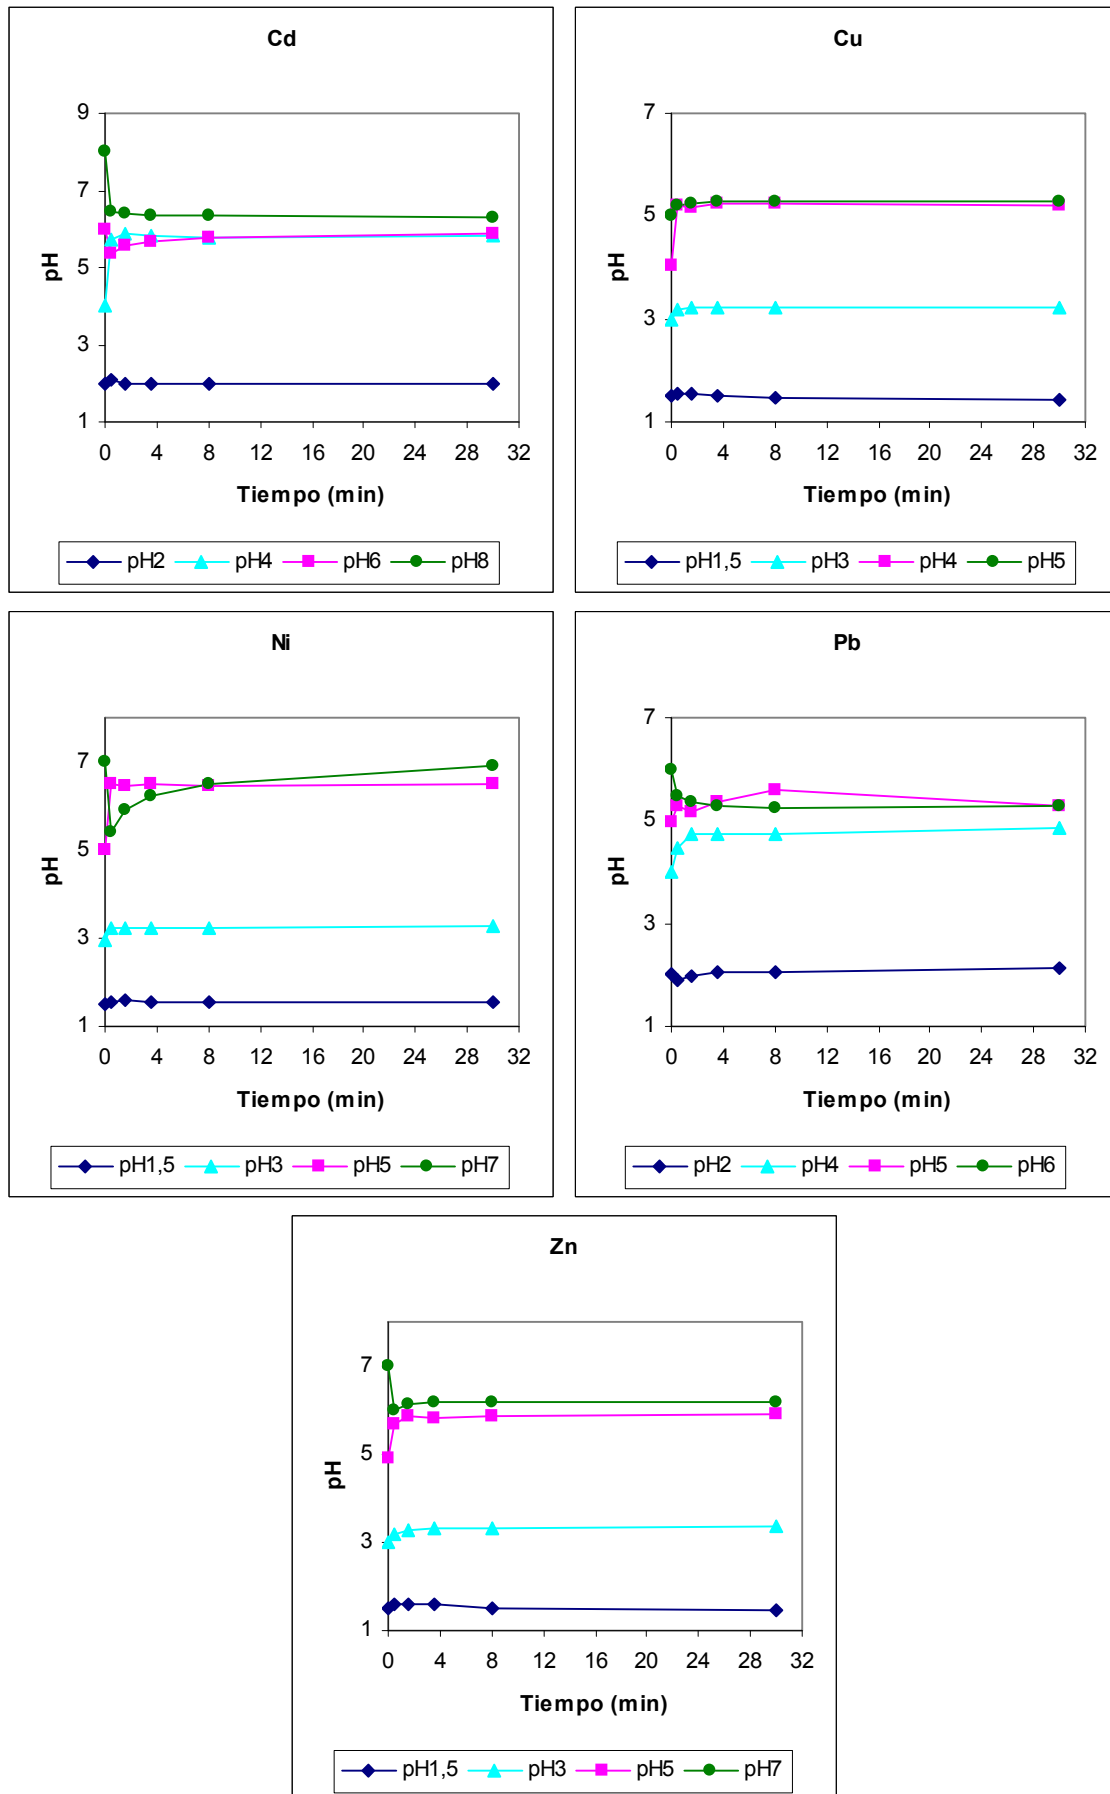 Cd
9
7
5
3
1
pH
0 4 8 12 16 20 24 28 32
Tiempo (min)
pH2 pH4 pH6 pH8
Cu
7
5
3
1
pH
0 4 8 12 16 20 24 28 32
Tiempo (min)
pH1,5 pH3 pH4 pH5
Ni
7
5
3
1
pH
0 4 8 12 16 20 24 28 32
Tiempo (min)
pH1,5 pH3 pH5 pH7
Pb
7
5
3
1
pH
0 4 8 12 16 20 24 28 32
Tiempo (min)
pH2 pH4 pH5 pH6
Zn
7
5
3
1
pH
0 4 8 12 16 20 24 28 32
Tiempo (min)
pH1,5 pH3 pH5 pH7